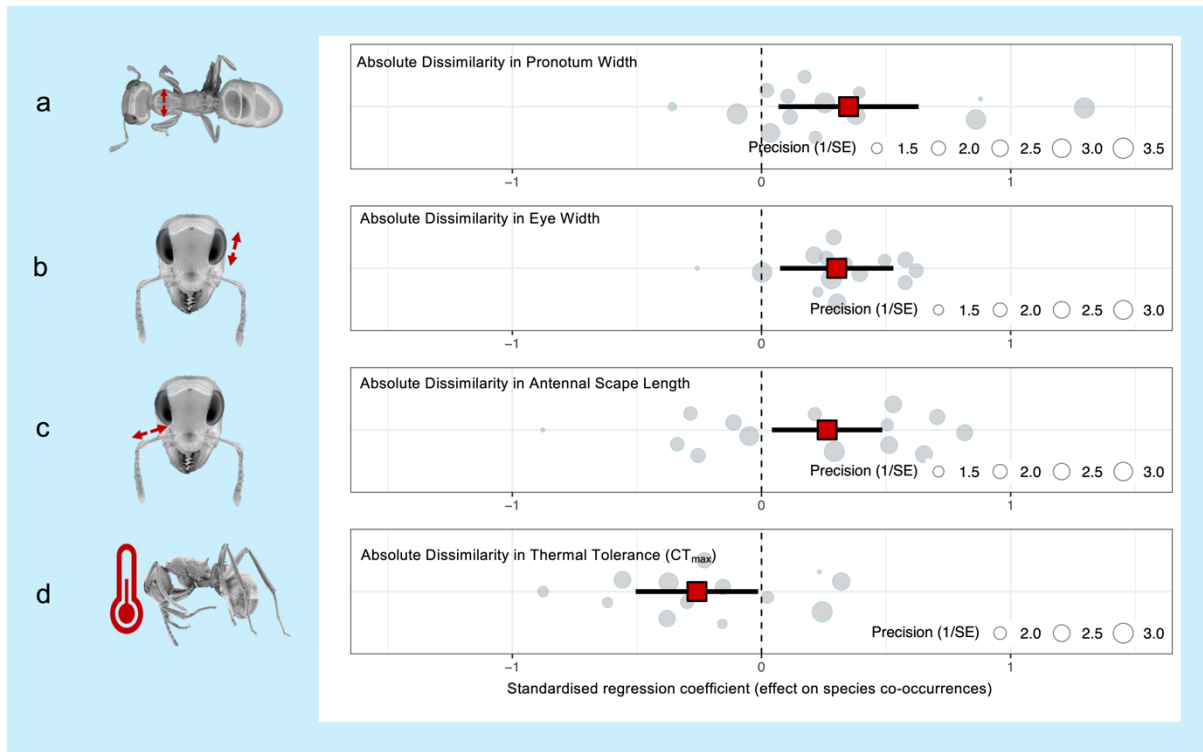 a
Absolute Dissimilarity in Pronotum Width
Precision (1/SE) 1.5 2.0 2.5 3.0 3.5
-1 0 1
b
Absolute Dissimilarity in Eye Width
Precision (1/SE) 1.5 2.0 2.5 3.0
-1 0 1
c
Absolute Dissimilarity in Antennal Scape Length
Precision (1/SE) 1.5 2.0 2.5 3.0
-1 0 1
d
Absolute Dissimilarity in Thermal Tolerance (CTmax)
Precision (1/SE) 2.0 2.5 3.0
-1 0 1
Standardised regression coefficient (effect on species co-occurrences)